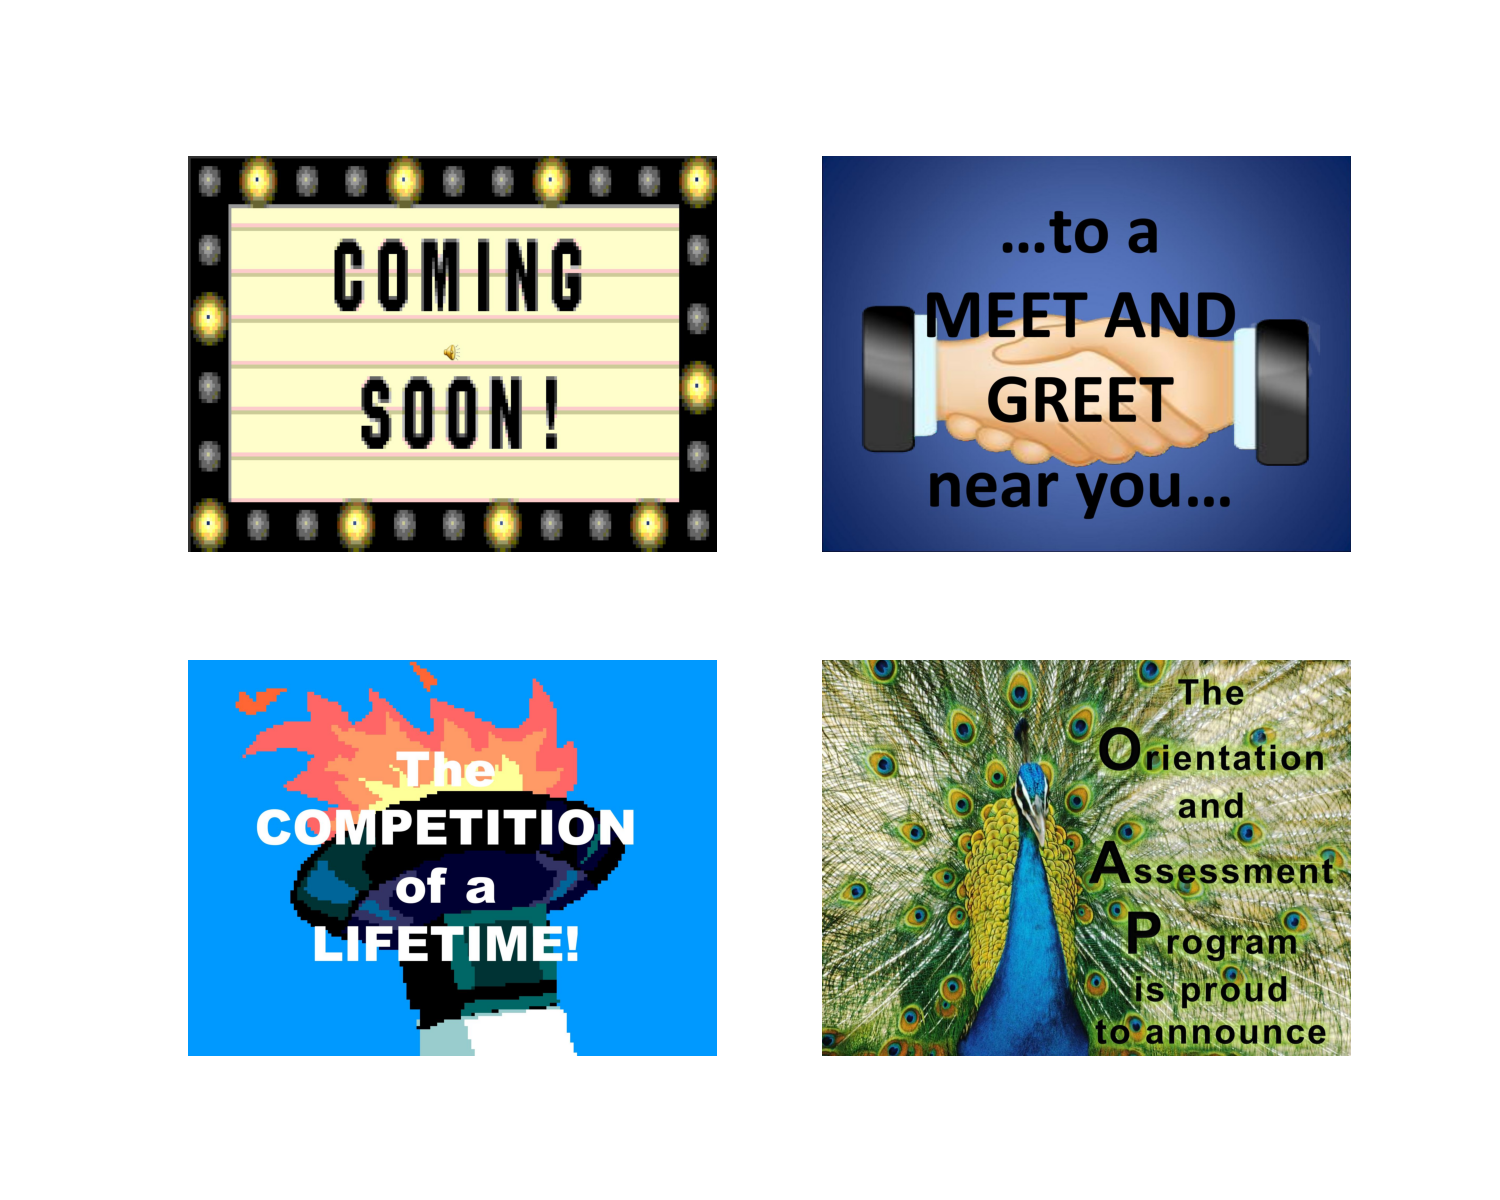 COMING
SOON!
…to a
MEET AND
GREET
near you…
The
COMPETITION
of a
LIFETIME!
The
Orientation
and
Assessment
Program
is proud
to announce